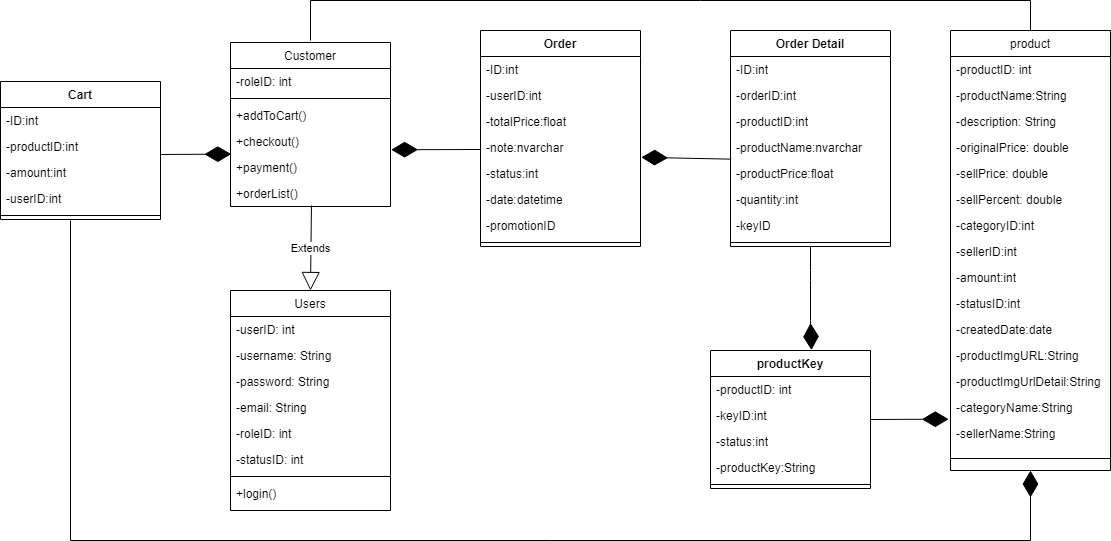 Cart
-ID:int
-productID:int
-amount:int
-userID:int
Customer
-roleID: int
+addToCart()
+checkout()
+payment()
+orderList()
Extends
Users
-userID: int
-username: String
-password: String
-email: String
-roleID: int
-statusID: int
+login()
Order
-ID:int
-userID:int
-totalPrice:float
-note:nvarchar
-status:int
-date:datetime
-promotionID
Order Detail
-ID:int
-orderID:int
-productID:int
-productName:nvarchar
-productPrice:float
-quantity:int
-keyID
productKey
-productID: int
-keyID:int
-status:int
-productKey:String
product
-productID: int
-productName:String
-description: String
-originalPrice: double
-sellPrice: double
-sellPercent: double
-categoryID:int
-sellerID:int
-amount:int
-statusID:int
-createdDate:date
-productImgURL:String
-productImgUrlDetail:String
-categoryName:String
-sellerName:String